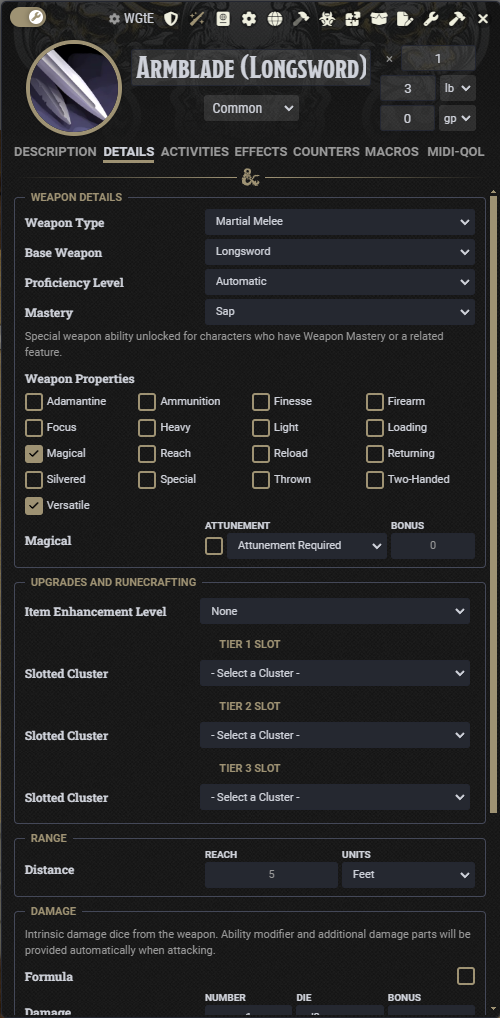 WGtE
Armblade (Longsword)
× 1
Common
3 lb
0 gp
DESCRIPTION DETAILS ACTIVITIES EFFECTS COUNTERS MACROS MIDI-QOL
WEAPON DETAILS
Weapon Type Martial Melee
Base Weapon Longsword
Proficiency Level Automatic
Mastery Sap
Special weapon ability unlocked for characters who have Weapon Mastery or a related
feature.
Weapon Properties
Adamantine Ammunition Finesse Firearm
Focus Heavy Light Loading
Magical Reach Reload Returning
Silvered Special Thrown Two-Handed
Versatile
ATTUNEMENT BONUS
Magical Attunement Required 0
UPGRADES AND RUNECRAFTING
Item Enhancement Level None
TIER 1 SLOT
Slotted Cluster - Select a Cluster -
TIER 2 SLOT
Slotted Cluster - Select a Cluster -
TIER 3 SLOT
Slotted Cluster - Select a Cluster -
RANGE
REACH UNITS
Distance 5 Feet
DAMAGE
Intrinsic damage dice from the weapon. Ability modifier and additional damage parts will be
provided automatically when attacking.
Formula
NUMBER DIE BONUS
Damage